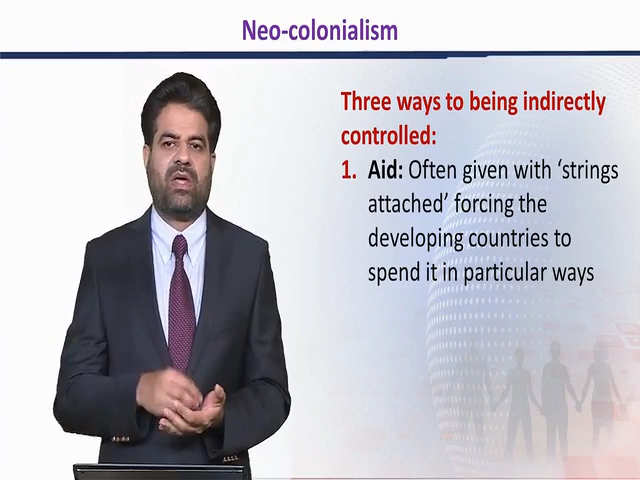 Neo-colonialism
Three ways to being indirectly
controlled:
1. Aid: Often given with ‘strings
attached’ forcing the
developing countries to
spend it in particular ways